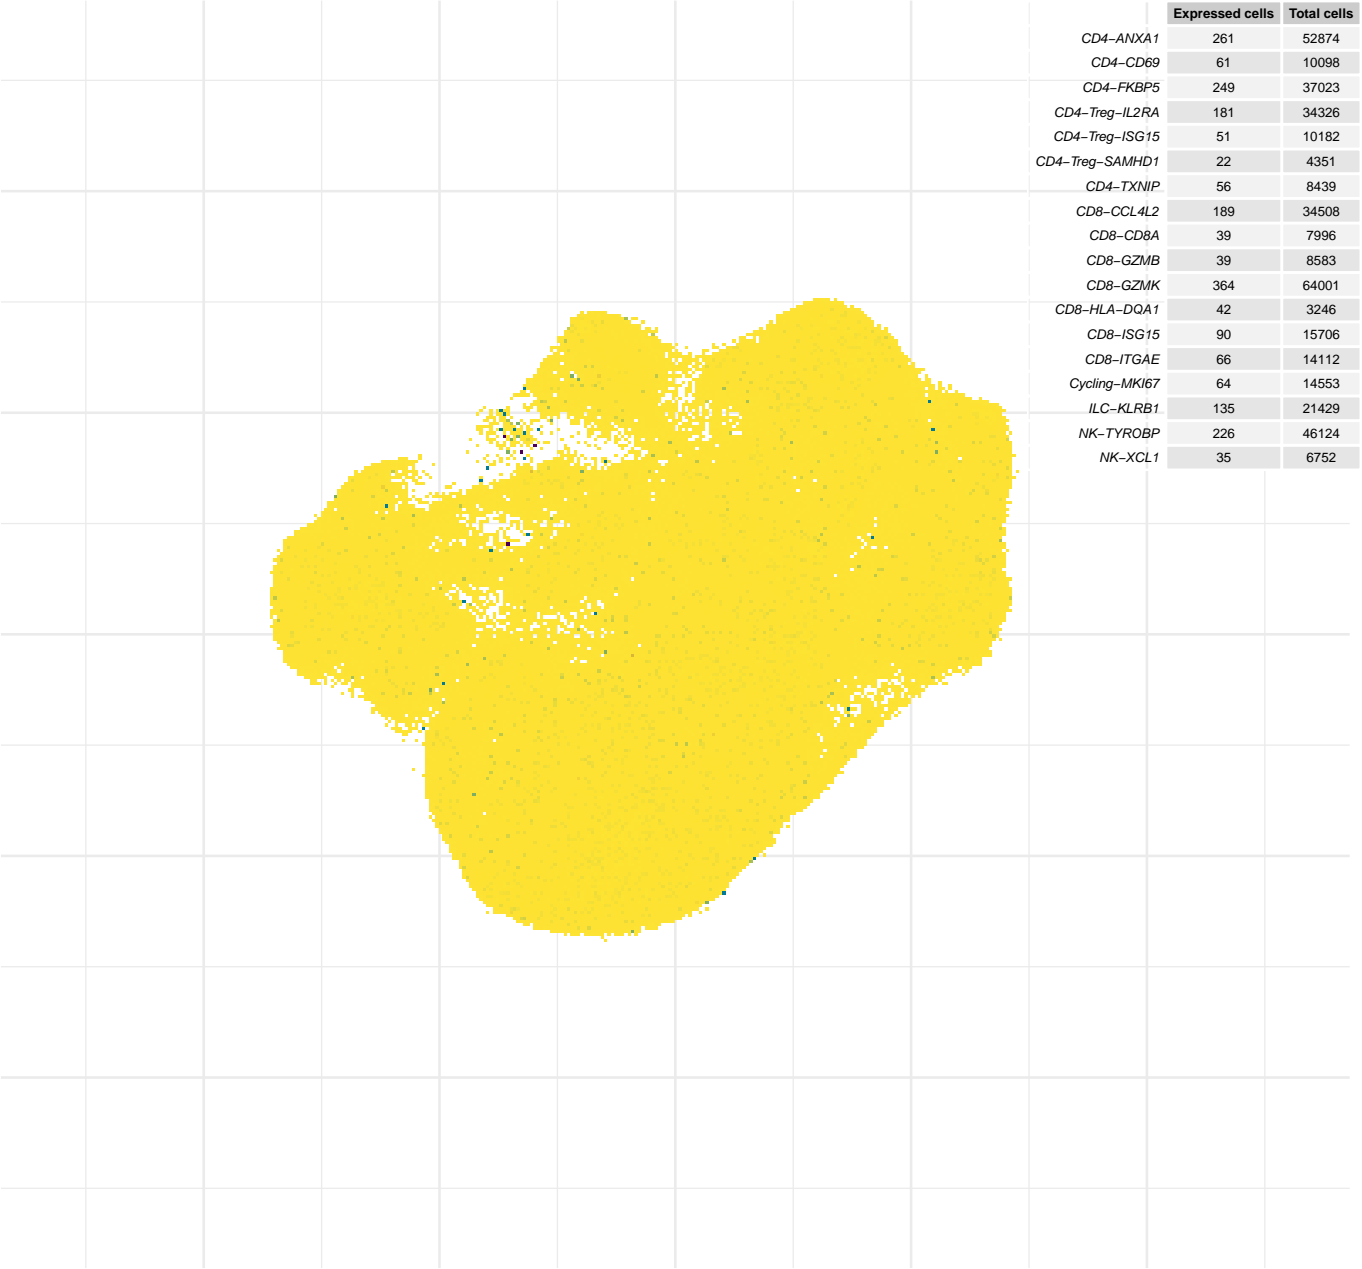 Expressed cells Total cells
CD4−ANXA1 261 52874
CD4−CD69 61 10098
CD4−FKBP5 249 37023
CD4−Treg−IL2RA 181 34326
CD4−Treg−ISG15 51 10182
CD4−Treg−SAMHD1 22 4351
CD4−TXNIP 56 8439
CD8−CCL4L2 189 34508
CD8−CD8A 39 7996
CD8−GZMB 39 8583
CD8−GZMK 364 64001
CD8−HLA−DQA1 42 3246
CD8−ISG15 90 15706
CD8−ITGAE 66 14112
Cycling−MKI67 64 14553
ILC−KLRB1 135 21429
NK−TYROBP 226 46124
NK−XCL1 35 6752